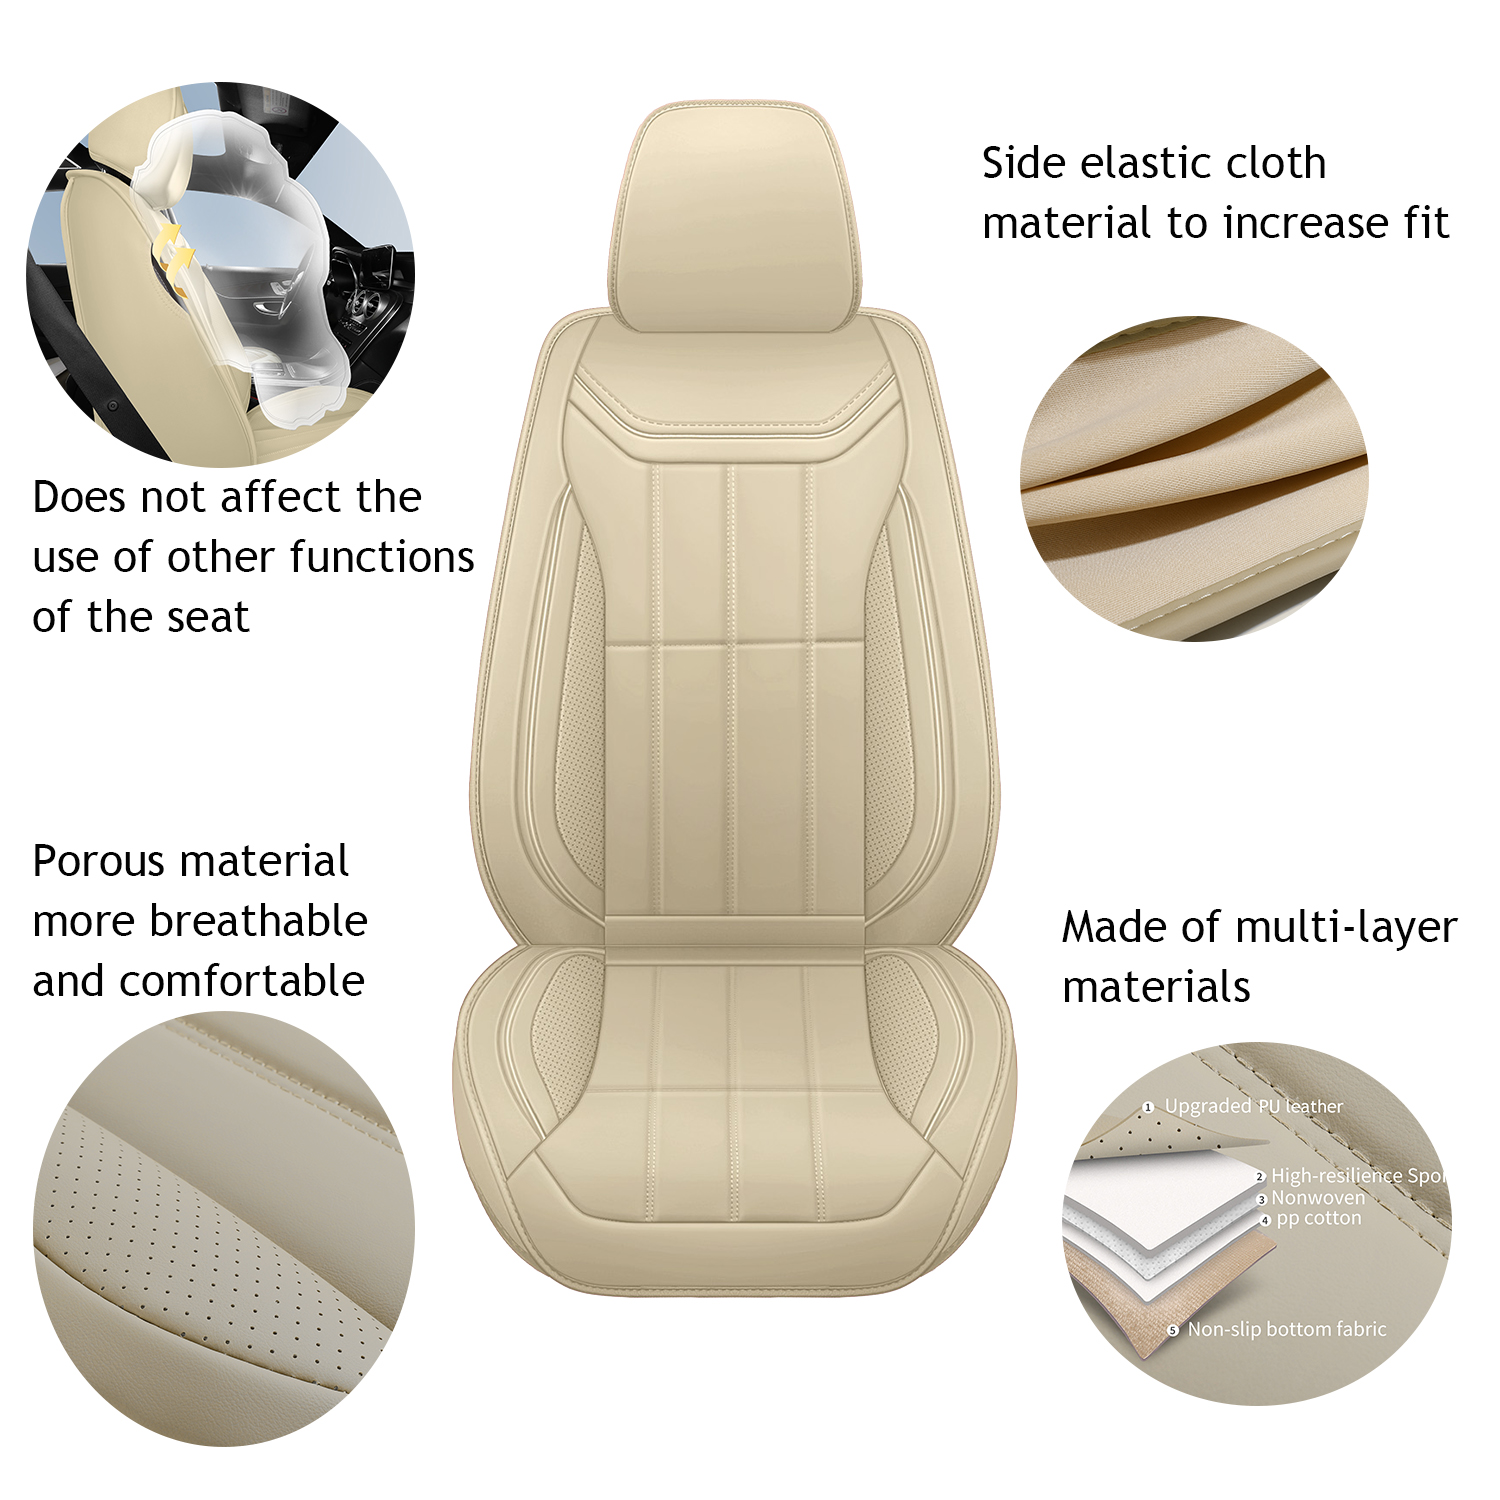 Side elastic cloth
material to increase fit
Does not affect the
use of other functions
of the seat
Porous material
more breathable
and comfortable
Made of multi-layer
materials
1 Upgraded PU leather
2 High-resilience
3 Nonwoven
4 pp cotton
5 Non-slip bottom fabric